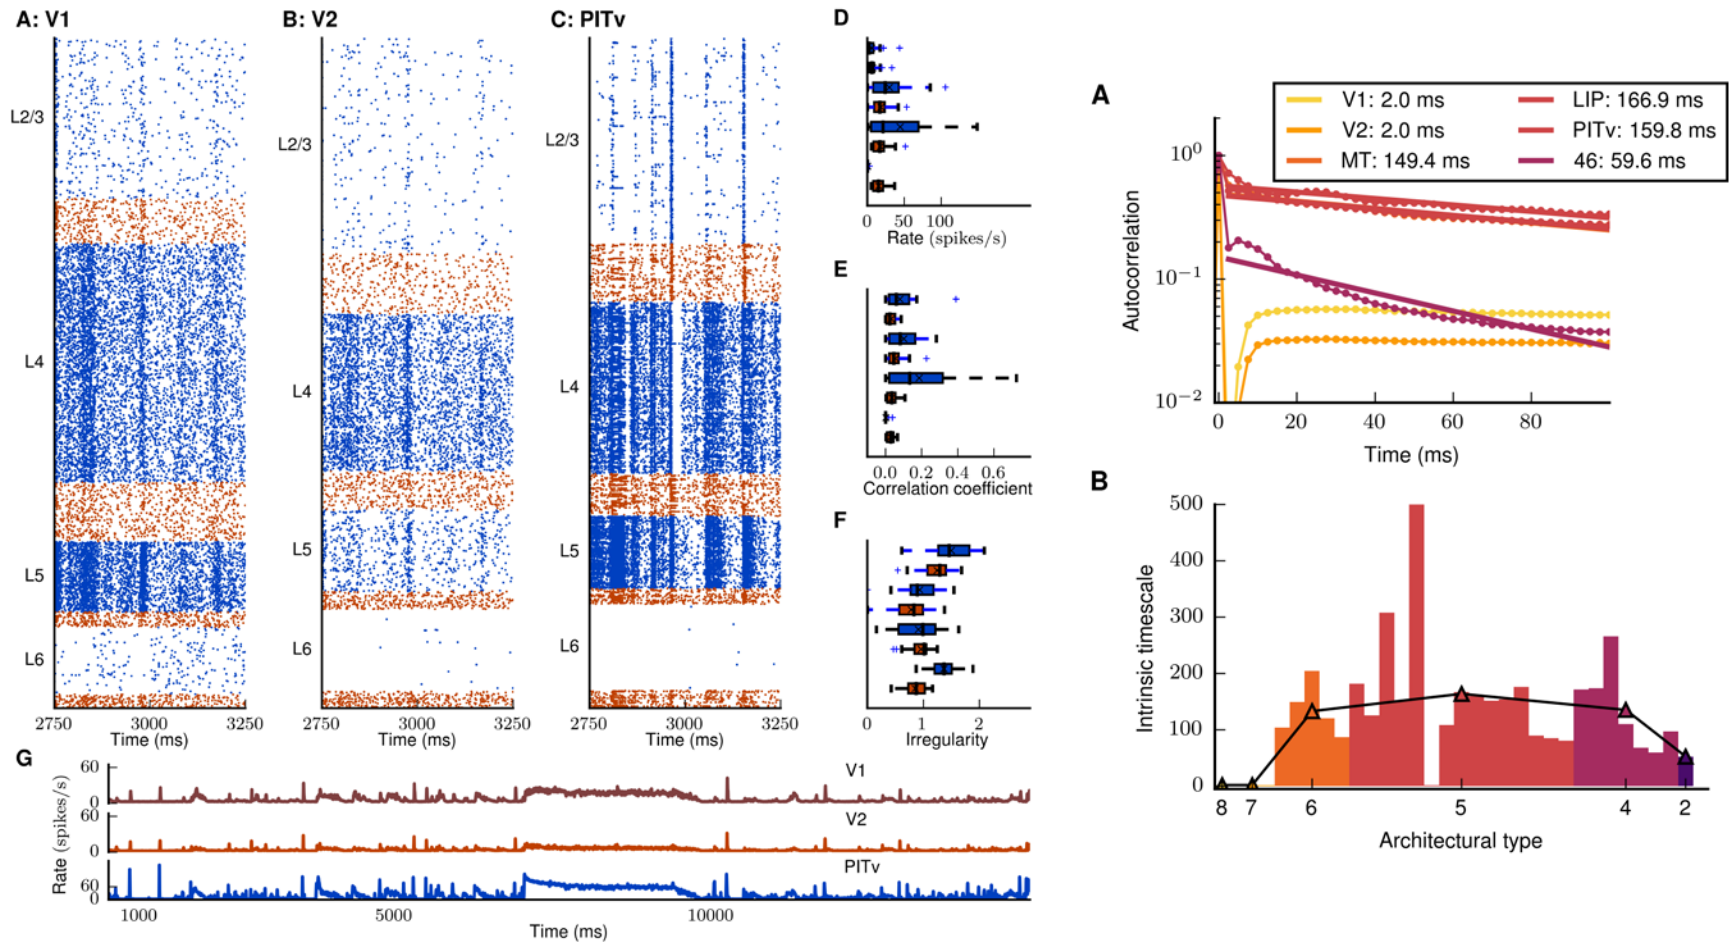 A: V1
B: V2
C: PITv
L2/3
L4
L5
L6
2750 3000 3250
Time (ms)
L2/3
L4
L5
L6
2750 3000 3250
Time (ms)
L2/3
L4
L5
L6
2750 3000 3250
Time (ms)
D
0 50 100
Rate (spikes/s)
E
0.0 0.2 0.4 0.6
Correlation coefficient
F
0 1 2
Irregularity
G
Rate (spikes/s)
60
0
V1
60
0
V2
60
0
PITv
1000 5000 10000
Time (ms)
A
V1: 2.0 ms
V2: 2.0 ms
MT: 149.4 ms
LIP: 166.9 ms
PITv: 159.8 ms
46: 59.6 ms
Autocorrelation
10⁰
10⁻¹
10⁻²
0 20 40 60 80
Time (ms)
B
Intrinsic timescale
500
400
300
200
100
0
8 7 6 5 4 2
Architectural type